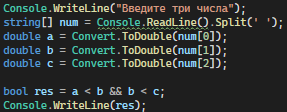 Console.WriteLine("Введите три числа");
string[] num = Console.ReadLine().Split(' ');
double a = Convert.ToDouble(num[0]);
double b = Convert.ToDouble(num[1]);
double c = Convert.ToDouble(num[2]);
bool res = a < b && b < c;
Console.WriteLine(res);